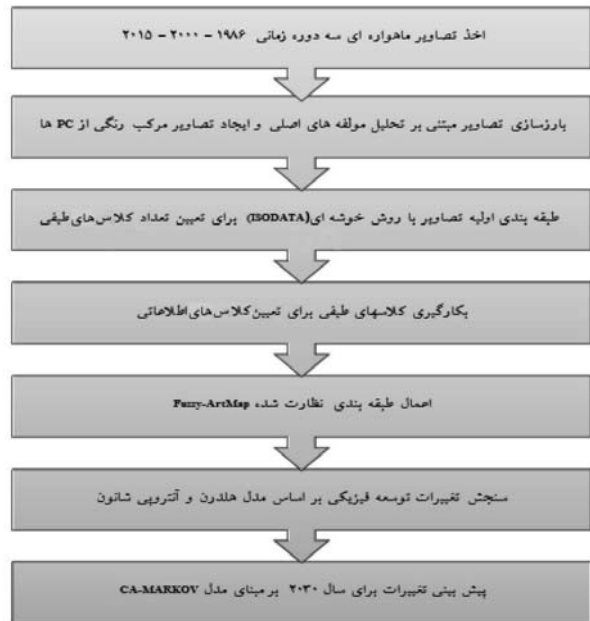 اخذ تصاویر ماهواره ای سه دوره زمانی ۱۹۸۶ – ۲۰۰۰ – ۲۰۱۵
بارزسازی تصاویر مبتنی بر تحلیل مولفه های اصلی و ایجاد تصاویر مرکب رنگی از PC ها
طبقه بندی اولیه تصاویر با روش خوشه ای(ISODATA) برای تعیین تعداد کلاس‌های‌طیفی
بکارگیری کلاسهای طیفی برای تعیین‌کلاس‌های‌اطلاعاتی
اعمال طبقه بندی نظارت شده Fuzzy-ArtMap
سنجش تغییرات توسعه فیزیکی بر اساس مدل هلدرن و آنتروپی شانون
پیش بینی تغییرات برای سال ۲۰۳۰ بر مبنای مدل CA-MARKOV